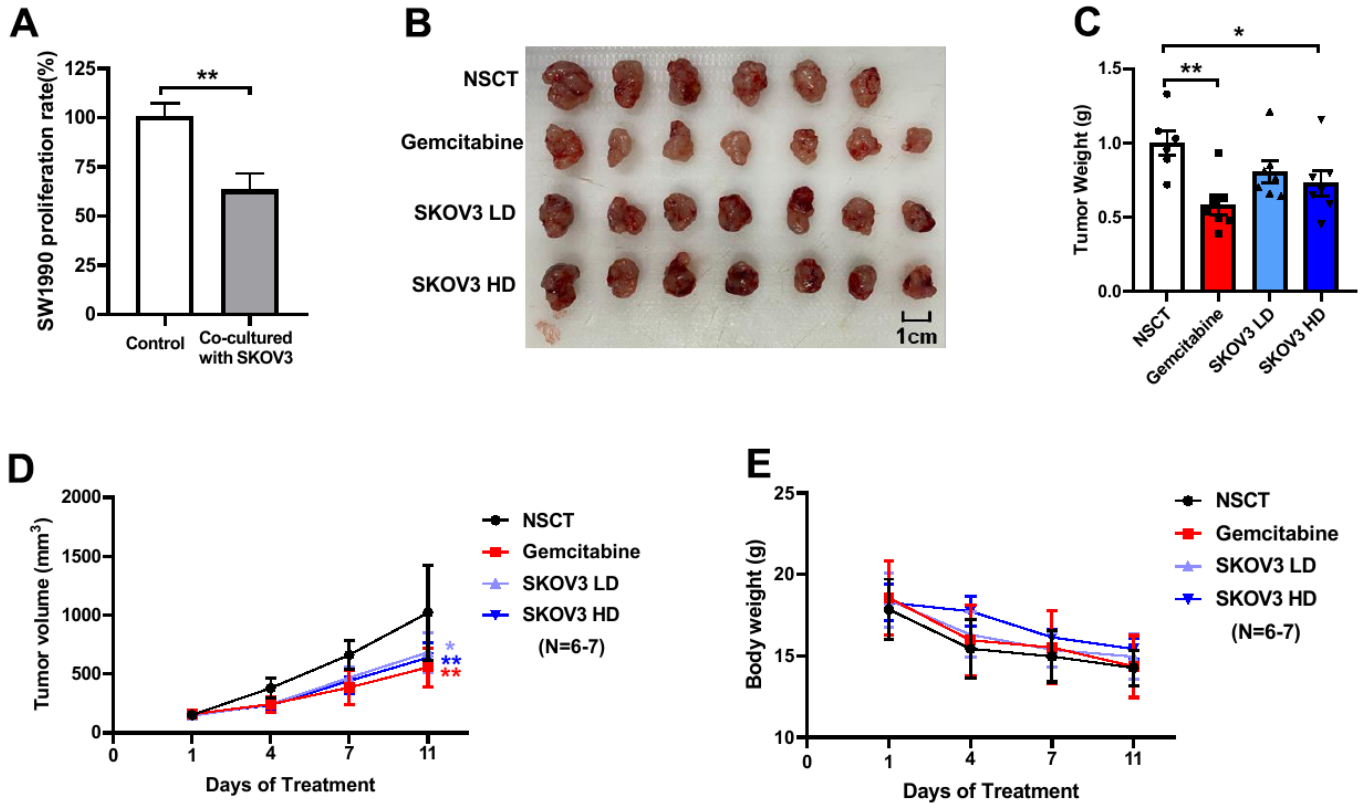 A
SW1990 proliferation rate(%)
125
100
75
50
25
0
**
Control
Co-cultured
with SKOV3
B
NSCT
Gemcitabine
SKOV3 LD
SKOV3 HD
1cm
C
Tumor Weight (g)
1.5
1.0
0.5
0.0
*
**
NSCT
Gemcitabine
SKOV3 LD
SKOV3 HD
D
Tumor volume (mm³)
2000
1500
1000
500
0
0
1
4
7
11
Days of Treatment
*
**
**
NSCT
Gemcitabine
SKOV3 LD
SKOV3 HD
(N=6-7)
E
Body weight (g)
25
20
15
10
0
1
4
7
11
Days of Treatment
NSCT
Gemcitabine
SKOV3 LD
SKOV3 HD
(N=6-7)